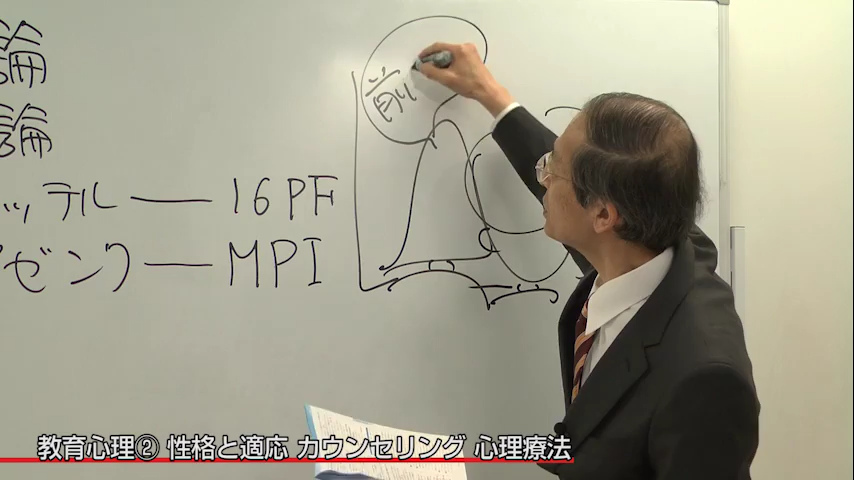 論
論
ッテル — 16PF
ゼンク — MPI
前
教育心理② 性格と適応 カウンセリング 心理療法